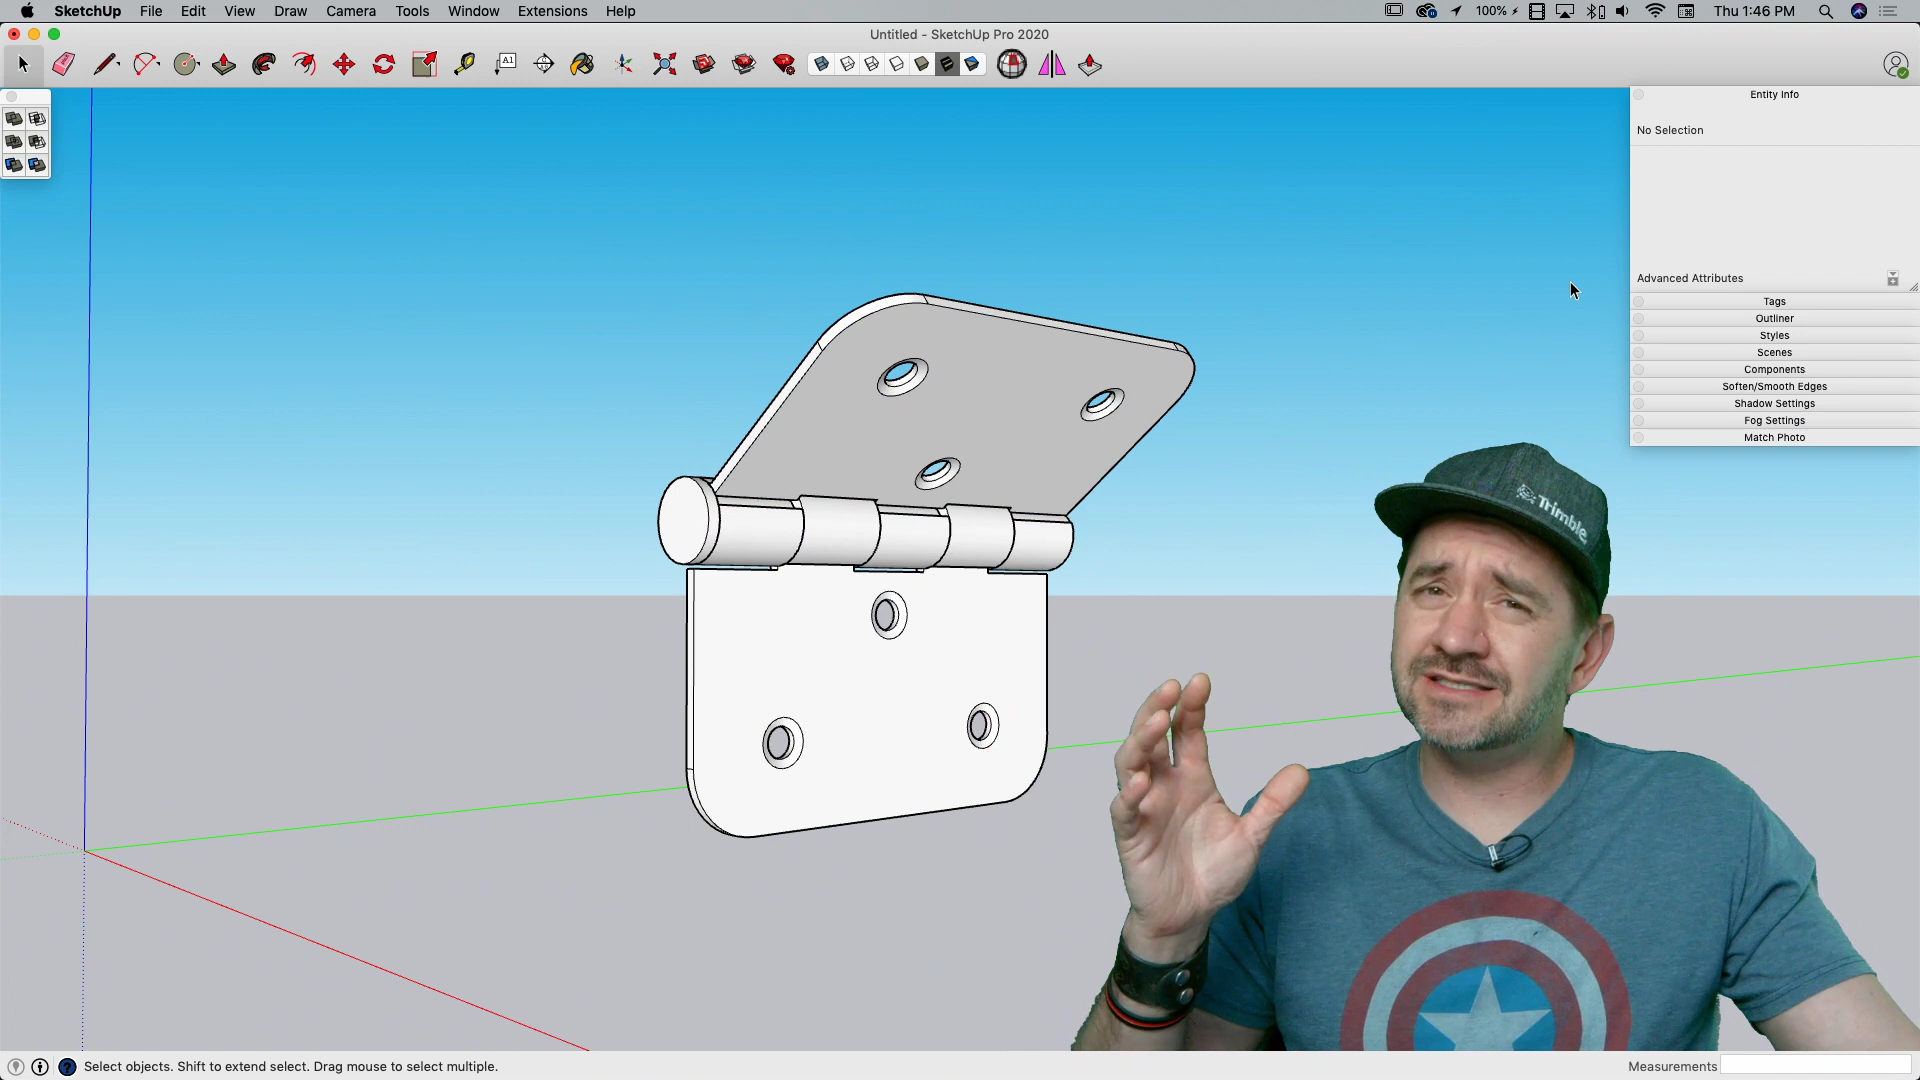 SketchUp File Edit View Draw Camera Tools Window Extensions Help 100% Thu 1:46 PM
Untitled - SketchUp Pro 2020
A1
Entity Info
No Selection
Advanced Attributes
Tags
Outliner
Styles
Scenes
Components
Soften/Smooth Edges
Shadow Settings
Fog Settings
Match Photo
Trimble
Select objects. Shift to extend select. Drag mouse to select multiple.
Measurements